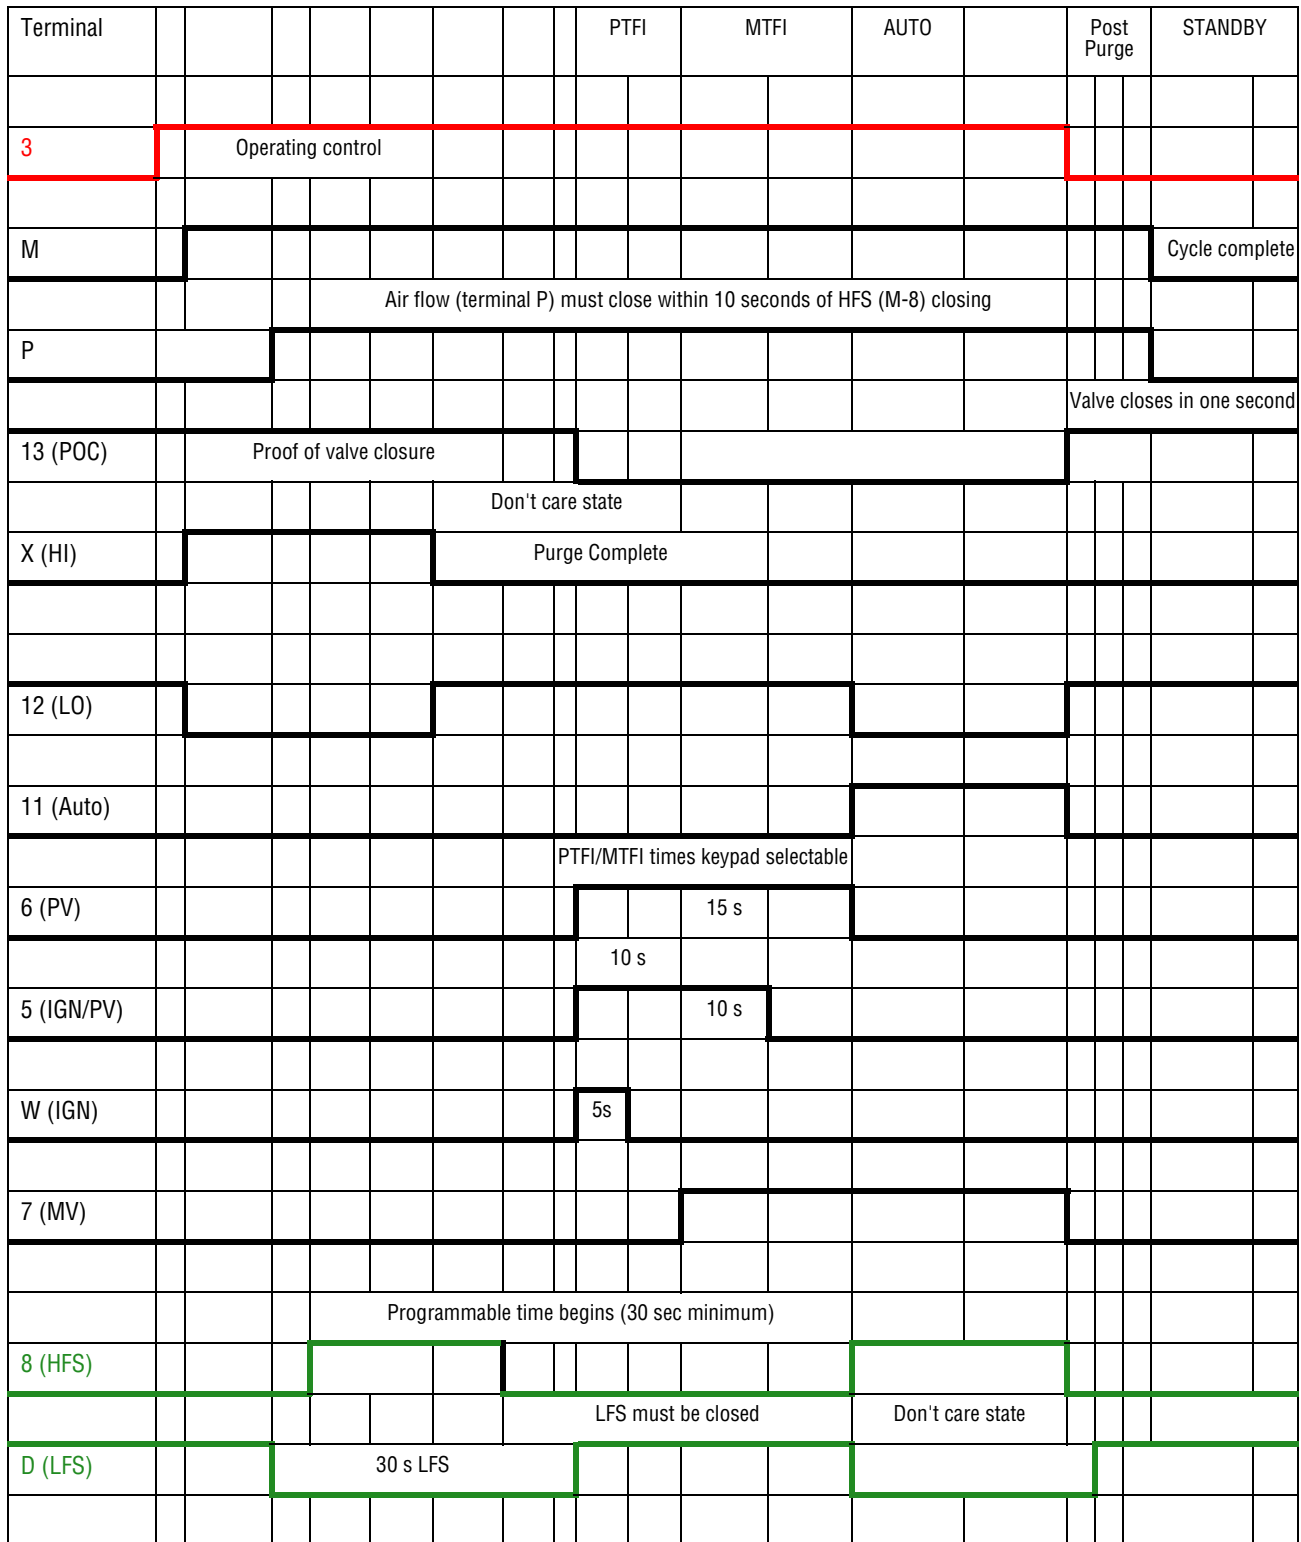 Terminal
PTFI
MTFI
AUTO
Post
Purge
STANDBY
3
Operating control
M
Cycle complete
Air flow (terminal P) must close within 10 seconds of HFS (M-8) closing
P
Valve closes in one second
13 (POC)
Proof of valve closure
Don't care state
X (HI)
Purge Complete
12 (LO)
11 (Auto)
PTFI/MTFI times keypad selectable
6 (PV)
15 s
10 s
5 (IGN/PV)
10 s
W (IGN)
5s
7 (MV)
Programmable time begins (30 sec minimum)
8 (HFS)
LFS must be closed
Don't care state
D (LFS)
30 s LFS